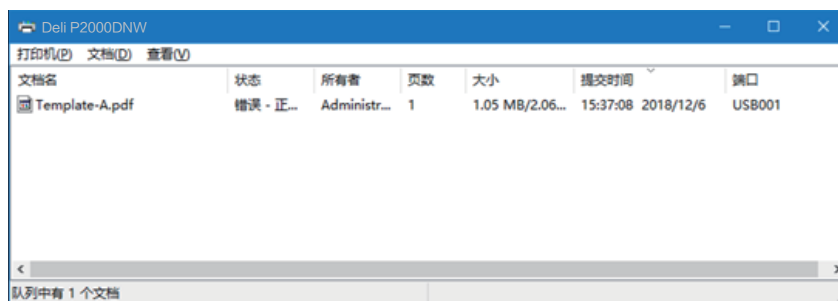 Deli P2000DNW
打印机(P) 文档(D) 查看(V)
文档名 状态 所有者 页数 大小 提交时间 端口
Template-A.pdf 错误 - 正... Administr... 1 1.05 MB/2.06... 15:37:08 2018/12/6 USB001
队列中有 1 个文档